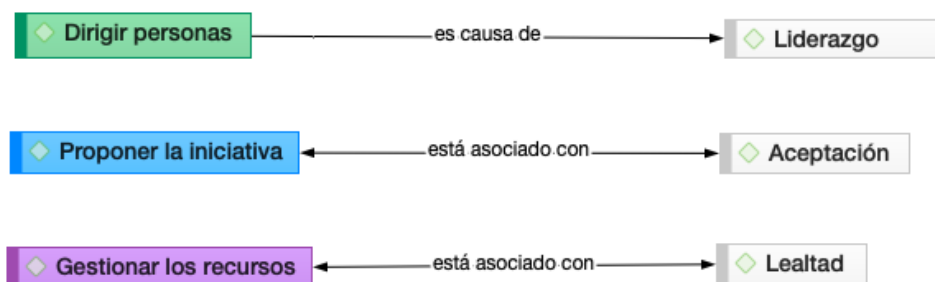 Dirigir personas es causa de Liderazgo
Proponer la iniciativa está asociado con Aceptación
Gestionar los recursos está asociado con Lealtad